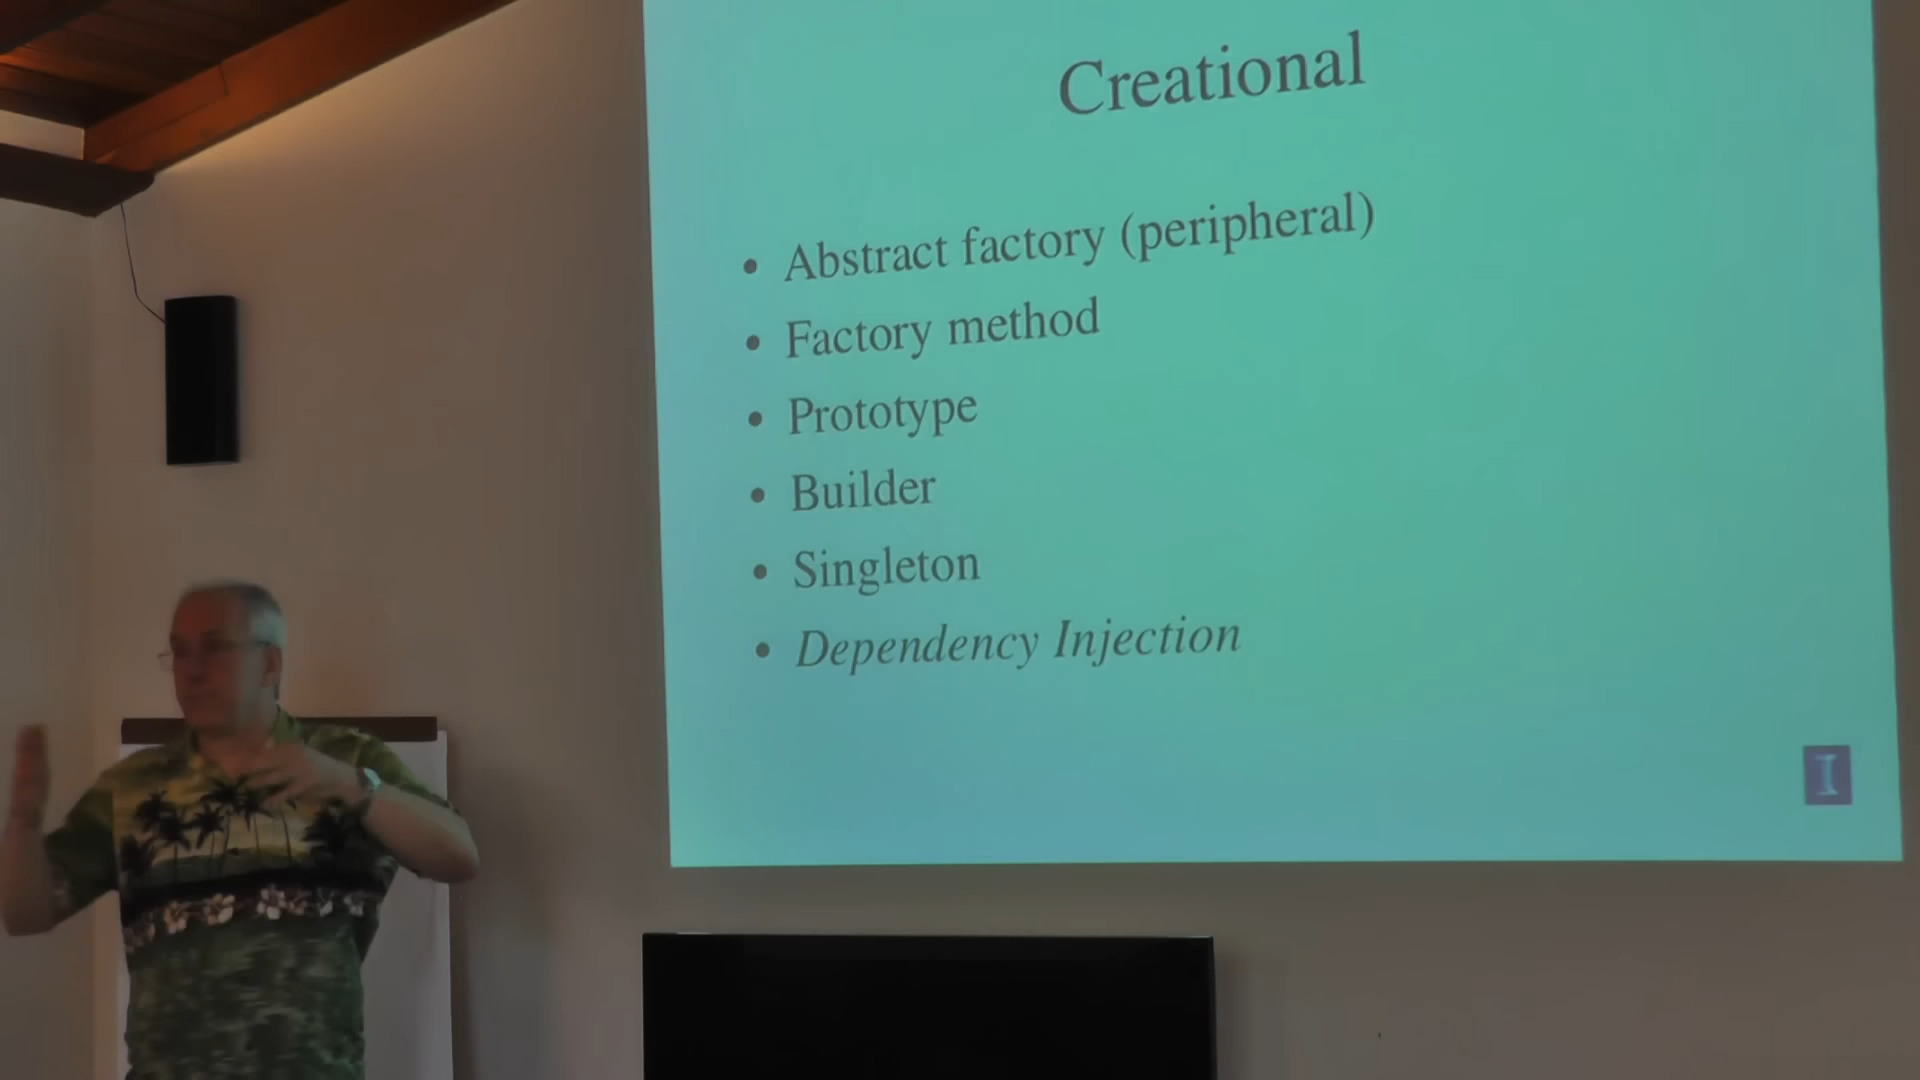 Creational
• Abstract factory (peripheral)
• Factory method
• Prototype
• Builder
• Singleton
• Dependency Injection
I